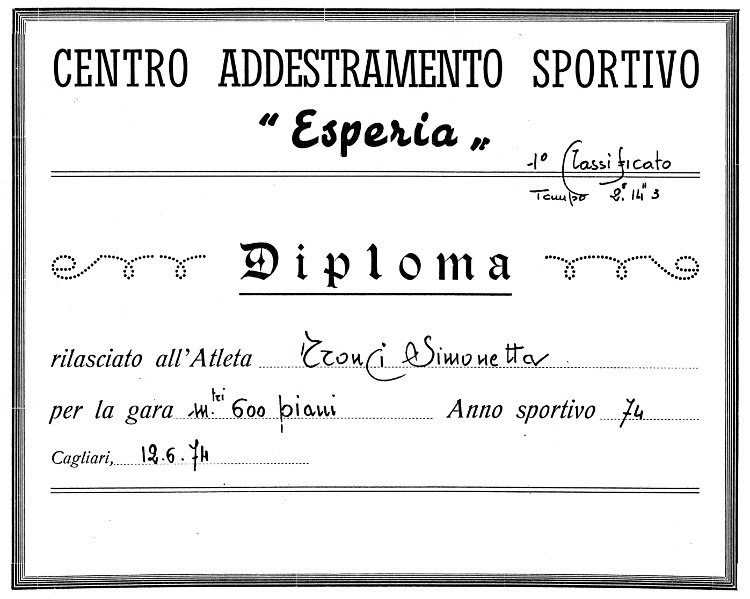 CENTRO ADDESTRAMENTO SPORTIVO
"Esperia„
1° Classificato
Tempo 2'.14" 3
Diploma
rilasciato all'Atleta Tronci Simonetta
per la gara m.tri 600 piani Anno sportivo 74
Cagliari, 12.6.74